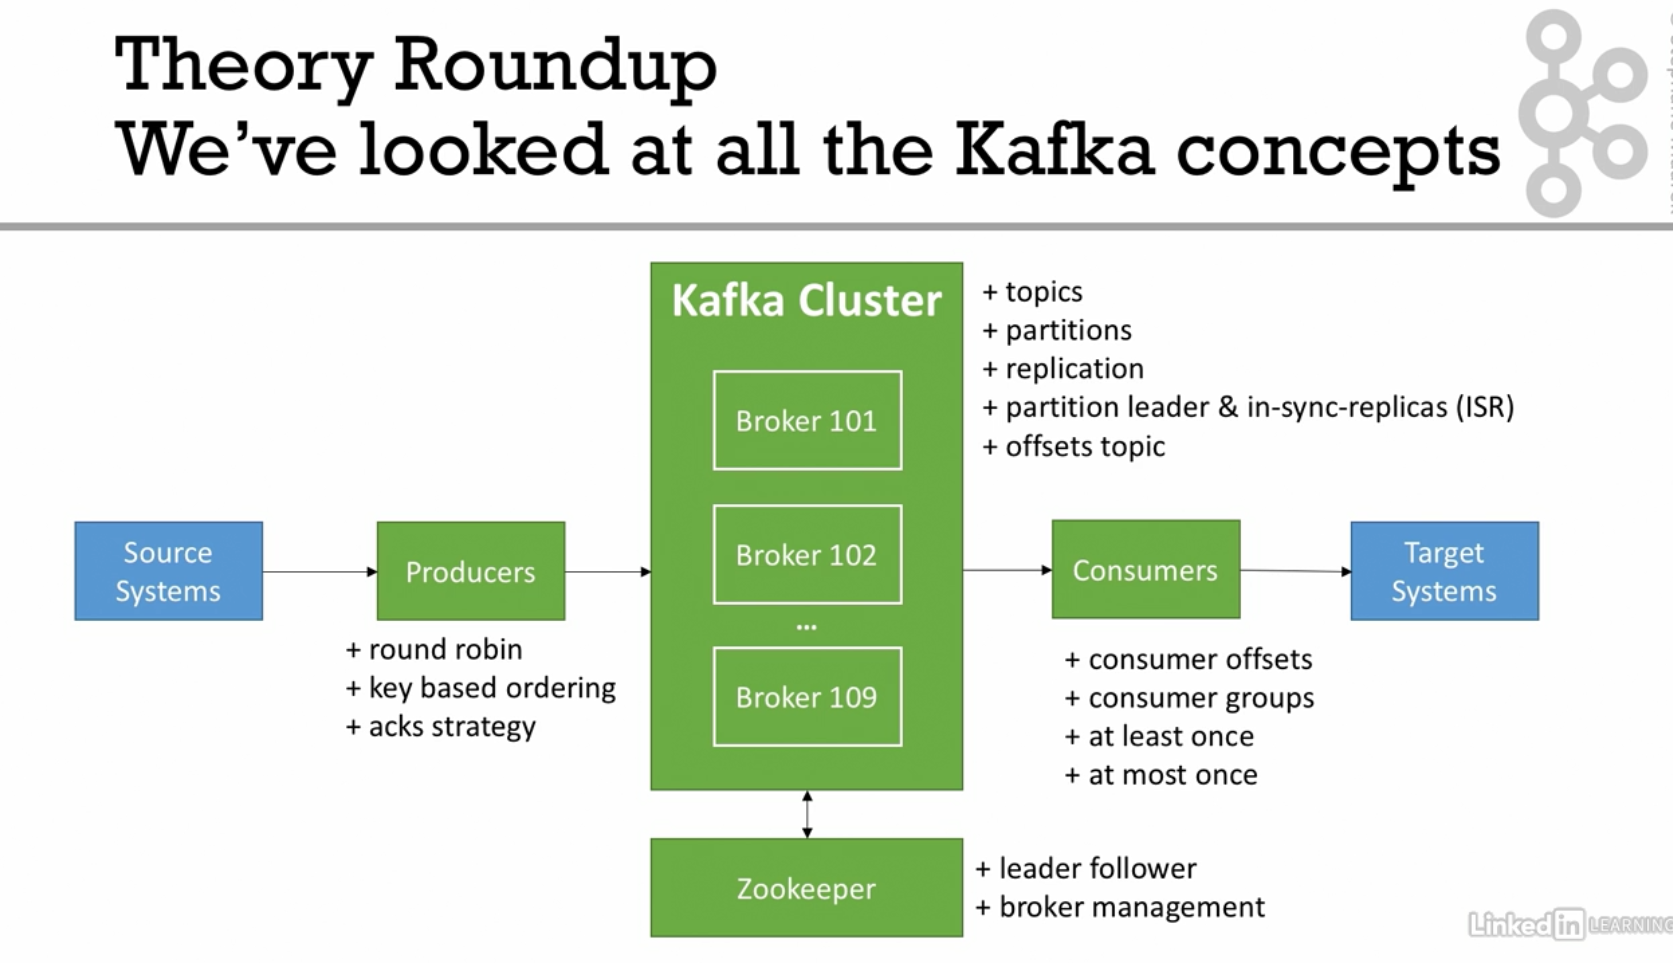 Theory Roundup
We've looked at all the Kafka concepts
Kafka Cluster
Broker 101
Broker 102
...
Broker 109
+ topics
+ partitions
+ replication
+ partition leader & in-sync-replicas (ISR)
+ offsets topic
Source
Systems
Producers
+ round robin
+ key based ordering
+ acks strategy
Consumers
+ consumer offsets
+ consumer groups
+ at least once
+ at most once
Target
Systems
Zookeeper
+ leader follower
+ broker management
Linked in LEARNING